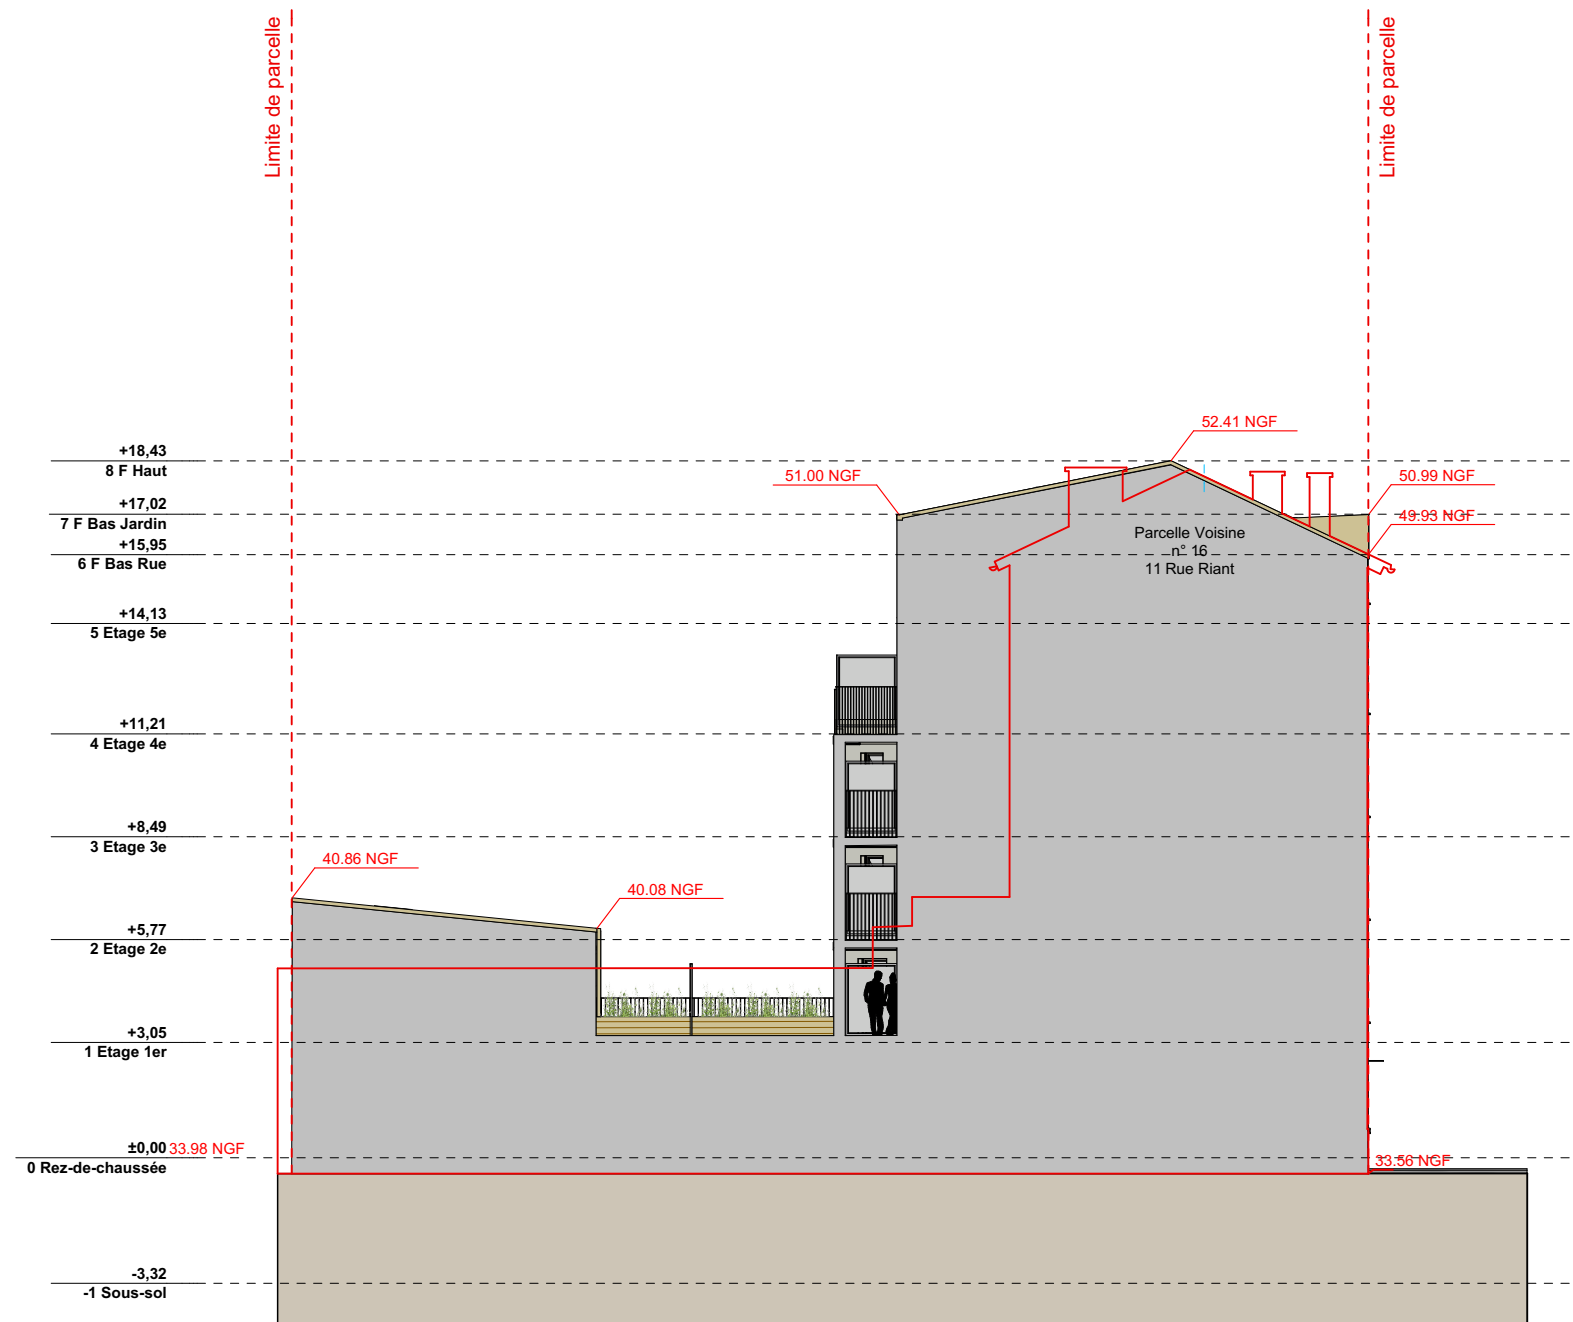 Limite de parcelle
Limite de parcelle
52.41 NGF
+18,43
8 F Haut
51.00 NGF
50.99 NGF
+17,02
7 F Bas Jardin
49.93 NGF
+15,95
6 F Bas Rue
Parcelle Voisine
n° 16
11 Rue Riant
+14,13
5 Etage 5e
+11,21
4 Etage 4e
+8,49
3 Etage 3e
40.86 NGF
40.08 NGF
+5,77
2 Etage 2e
+3,05
1 Etage 1er
±0,00 33.98 NGF
0 Rez-de-chaussée
33.56 NGF
-3,32
-1 Sous-sol